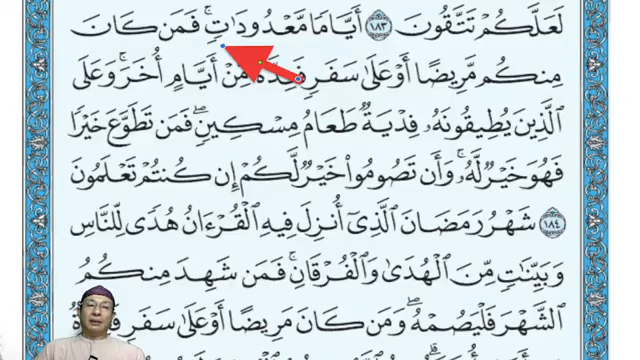 لَعَلَّكُمْ تَتَّقُونَ ١٨٣ أَيَّامًا مَّعْدُودَٰتٍ ۚ فَمَن كَانَ
مِنكُم مَّرِيضًا أَوْ عَلَىٰ سَفَرٍ فَعِدَّةٌ مِّنْ أَيَّامٍ أُخَرَ ۚ وَعَلَى
الَّذِينَ يُطِيقُونَهُۥ فِدْيَةٌ طَعَامُ مِسْكِينٍ ۖ فَمَن تَطَوَّعَ خَيْرًا
فَهُوَ خَيْرٌ لَّهُۥ ۚ وَأَن تَصُومُوا۟ خَيْرٌ لَّكُمْ إِن كُنتُمْ تَعْلَمُونَ
١٨٤ شَهْرُ رَمَضَانَ الَّذِىٓ أُنزِلَ فِيهِ الْقُرْءَانُ هُدًى لِّلنَّاسِ
وَبَيِّنَٰتٍ مِّنَ الْهُدَىٰ وَالْفُرْقَانِ ۚ فَمَن شَهِدَ مِنكُمُ
الشَّهْرَ فَلْيَصُمْهُ ۖ وَمَن كَانَ مَرِيضًا أَوْ عَلَىٰ سَفَرٍ